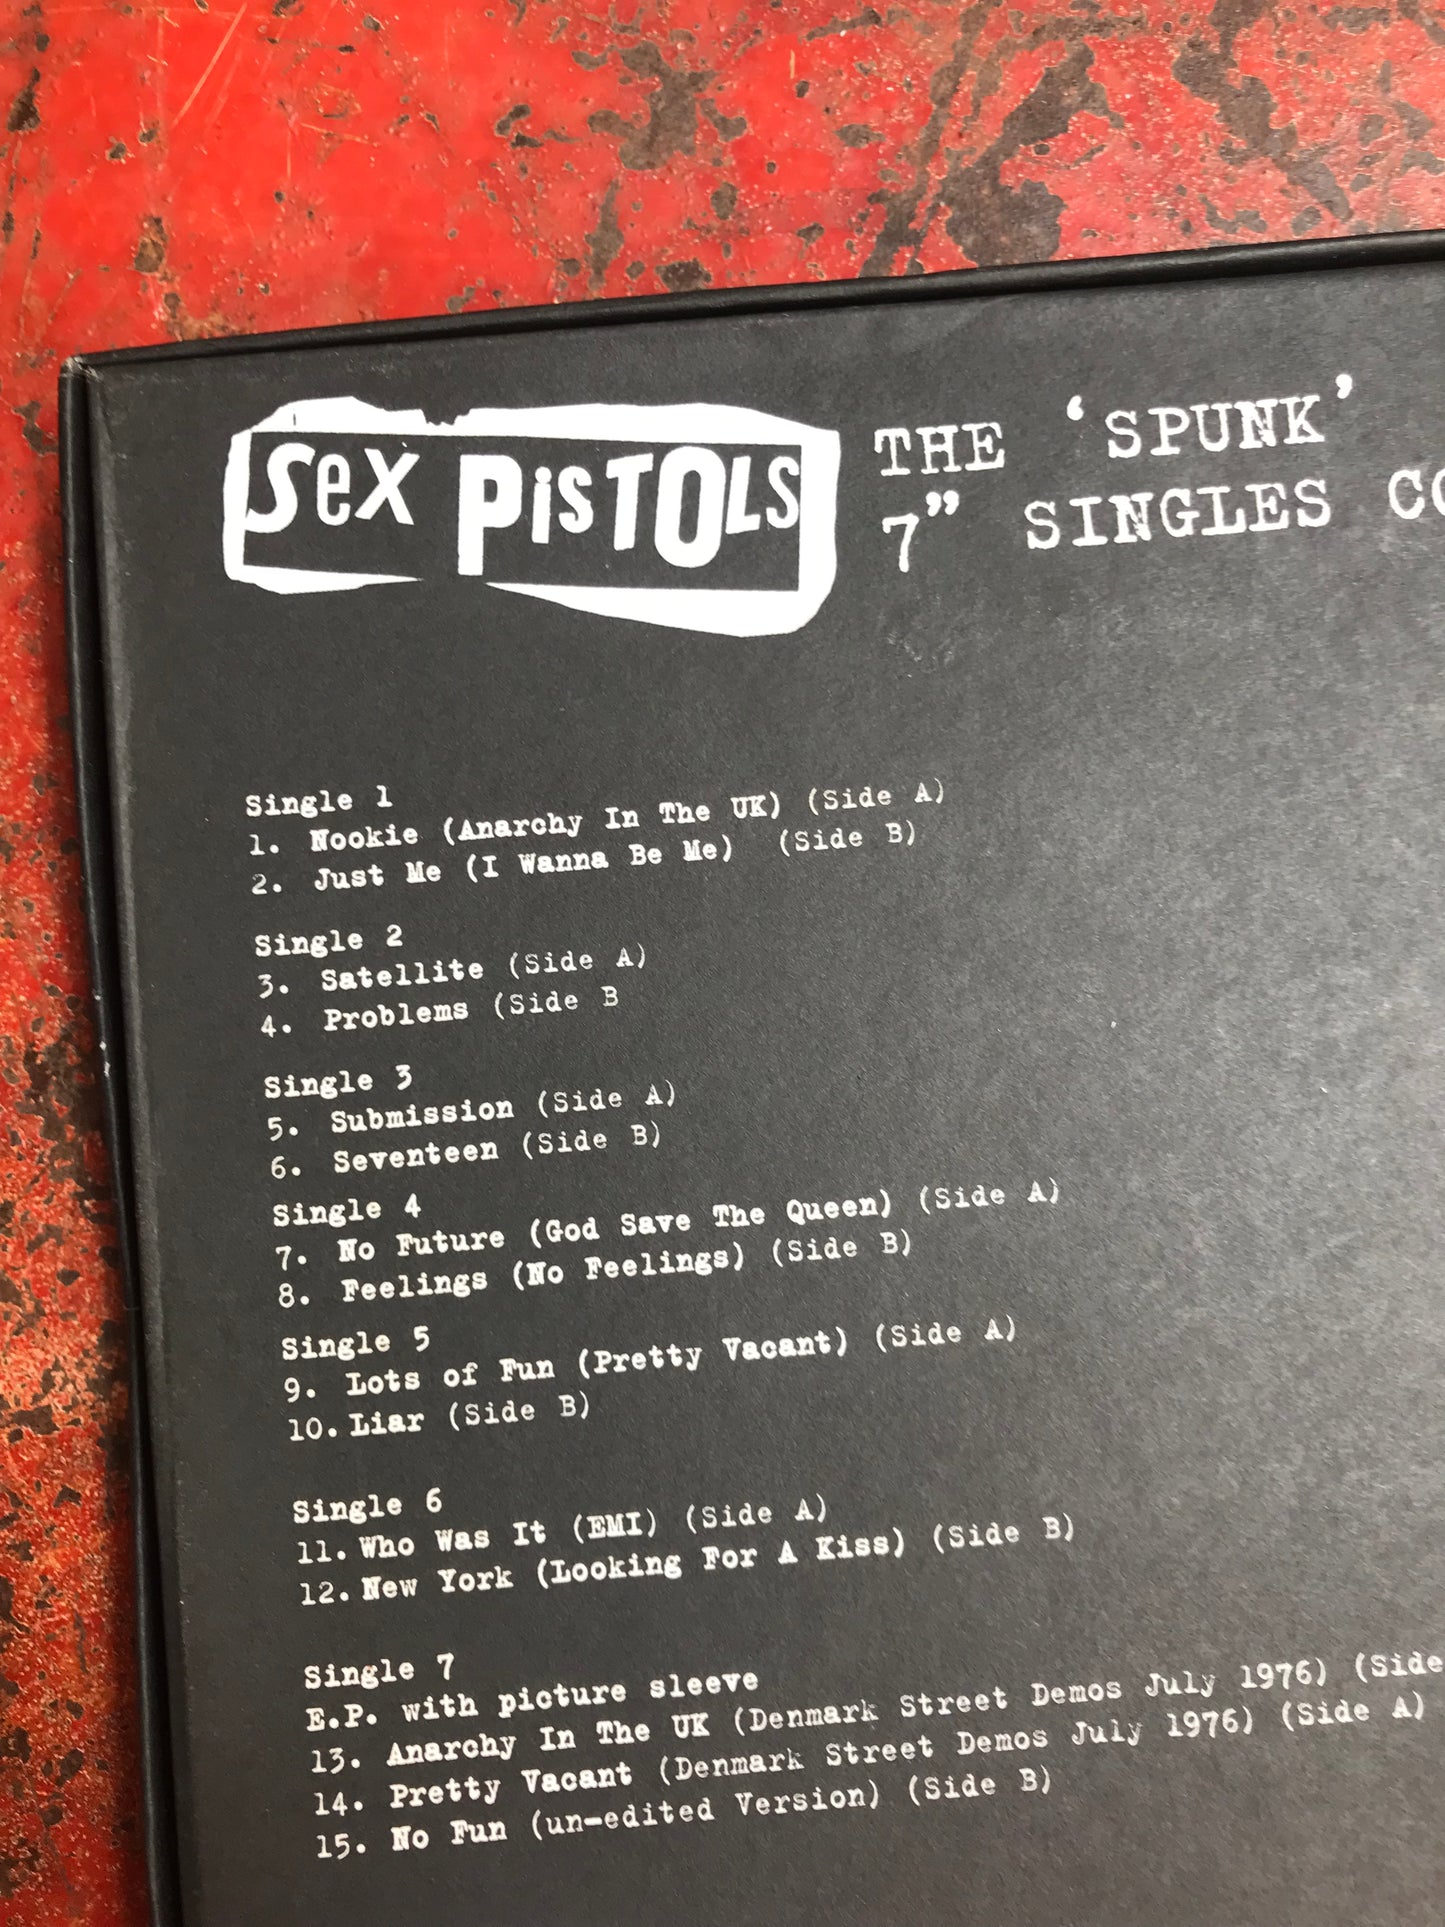 Sex PisTOLS
THE ‘SPUNK’
7” SINGLES
Single 1
1. Nookie (Anarchy In The UK) (Side A)
2. Just Me (I Wanna Be Me) (Side B)
Single 2
3. Satellite (Side A)
4. Problems (Side B
Single 3
5. Submission (Side A)
6. Seventeen (Side B)
Single 4
7. No Future (God Save The Queen) (Side A)
8. Feelings (No Feelings) (Side B)
Single 5
9. Lots of Fun (Pretty Vacant) (Side A)
10. Liar (Side B)
Single 6
11. Who Was It (EMI) (Side A)
12. New York (Looking For A Kiss) (Side B)
Single 7
E.P. with picture sleeve
13. Anarchy In The UK (Denmark Street Demos July 1976) (Side
14. Pretty Vacant (Denmark Street Demos July 1976) (Side A)
15. No Fun (un-edited Version) (Side B)